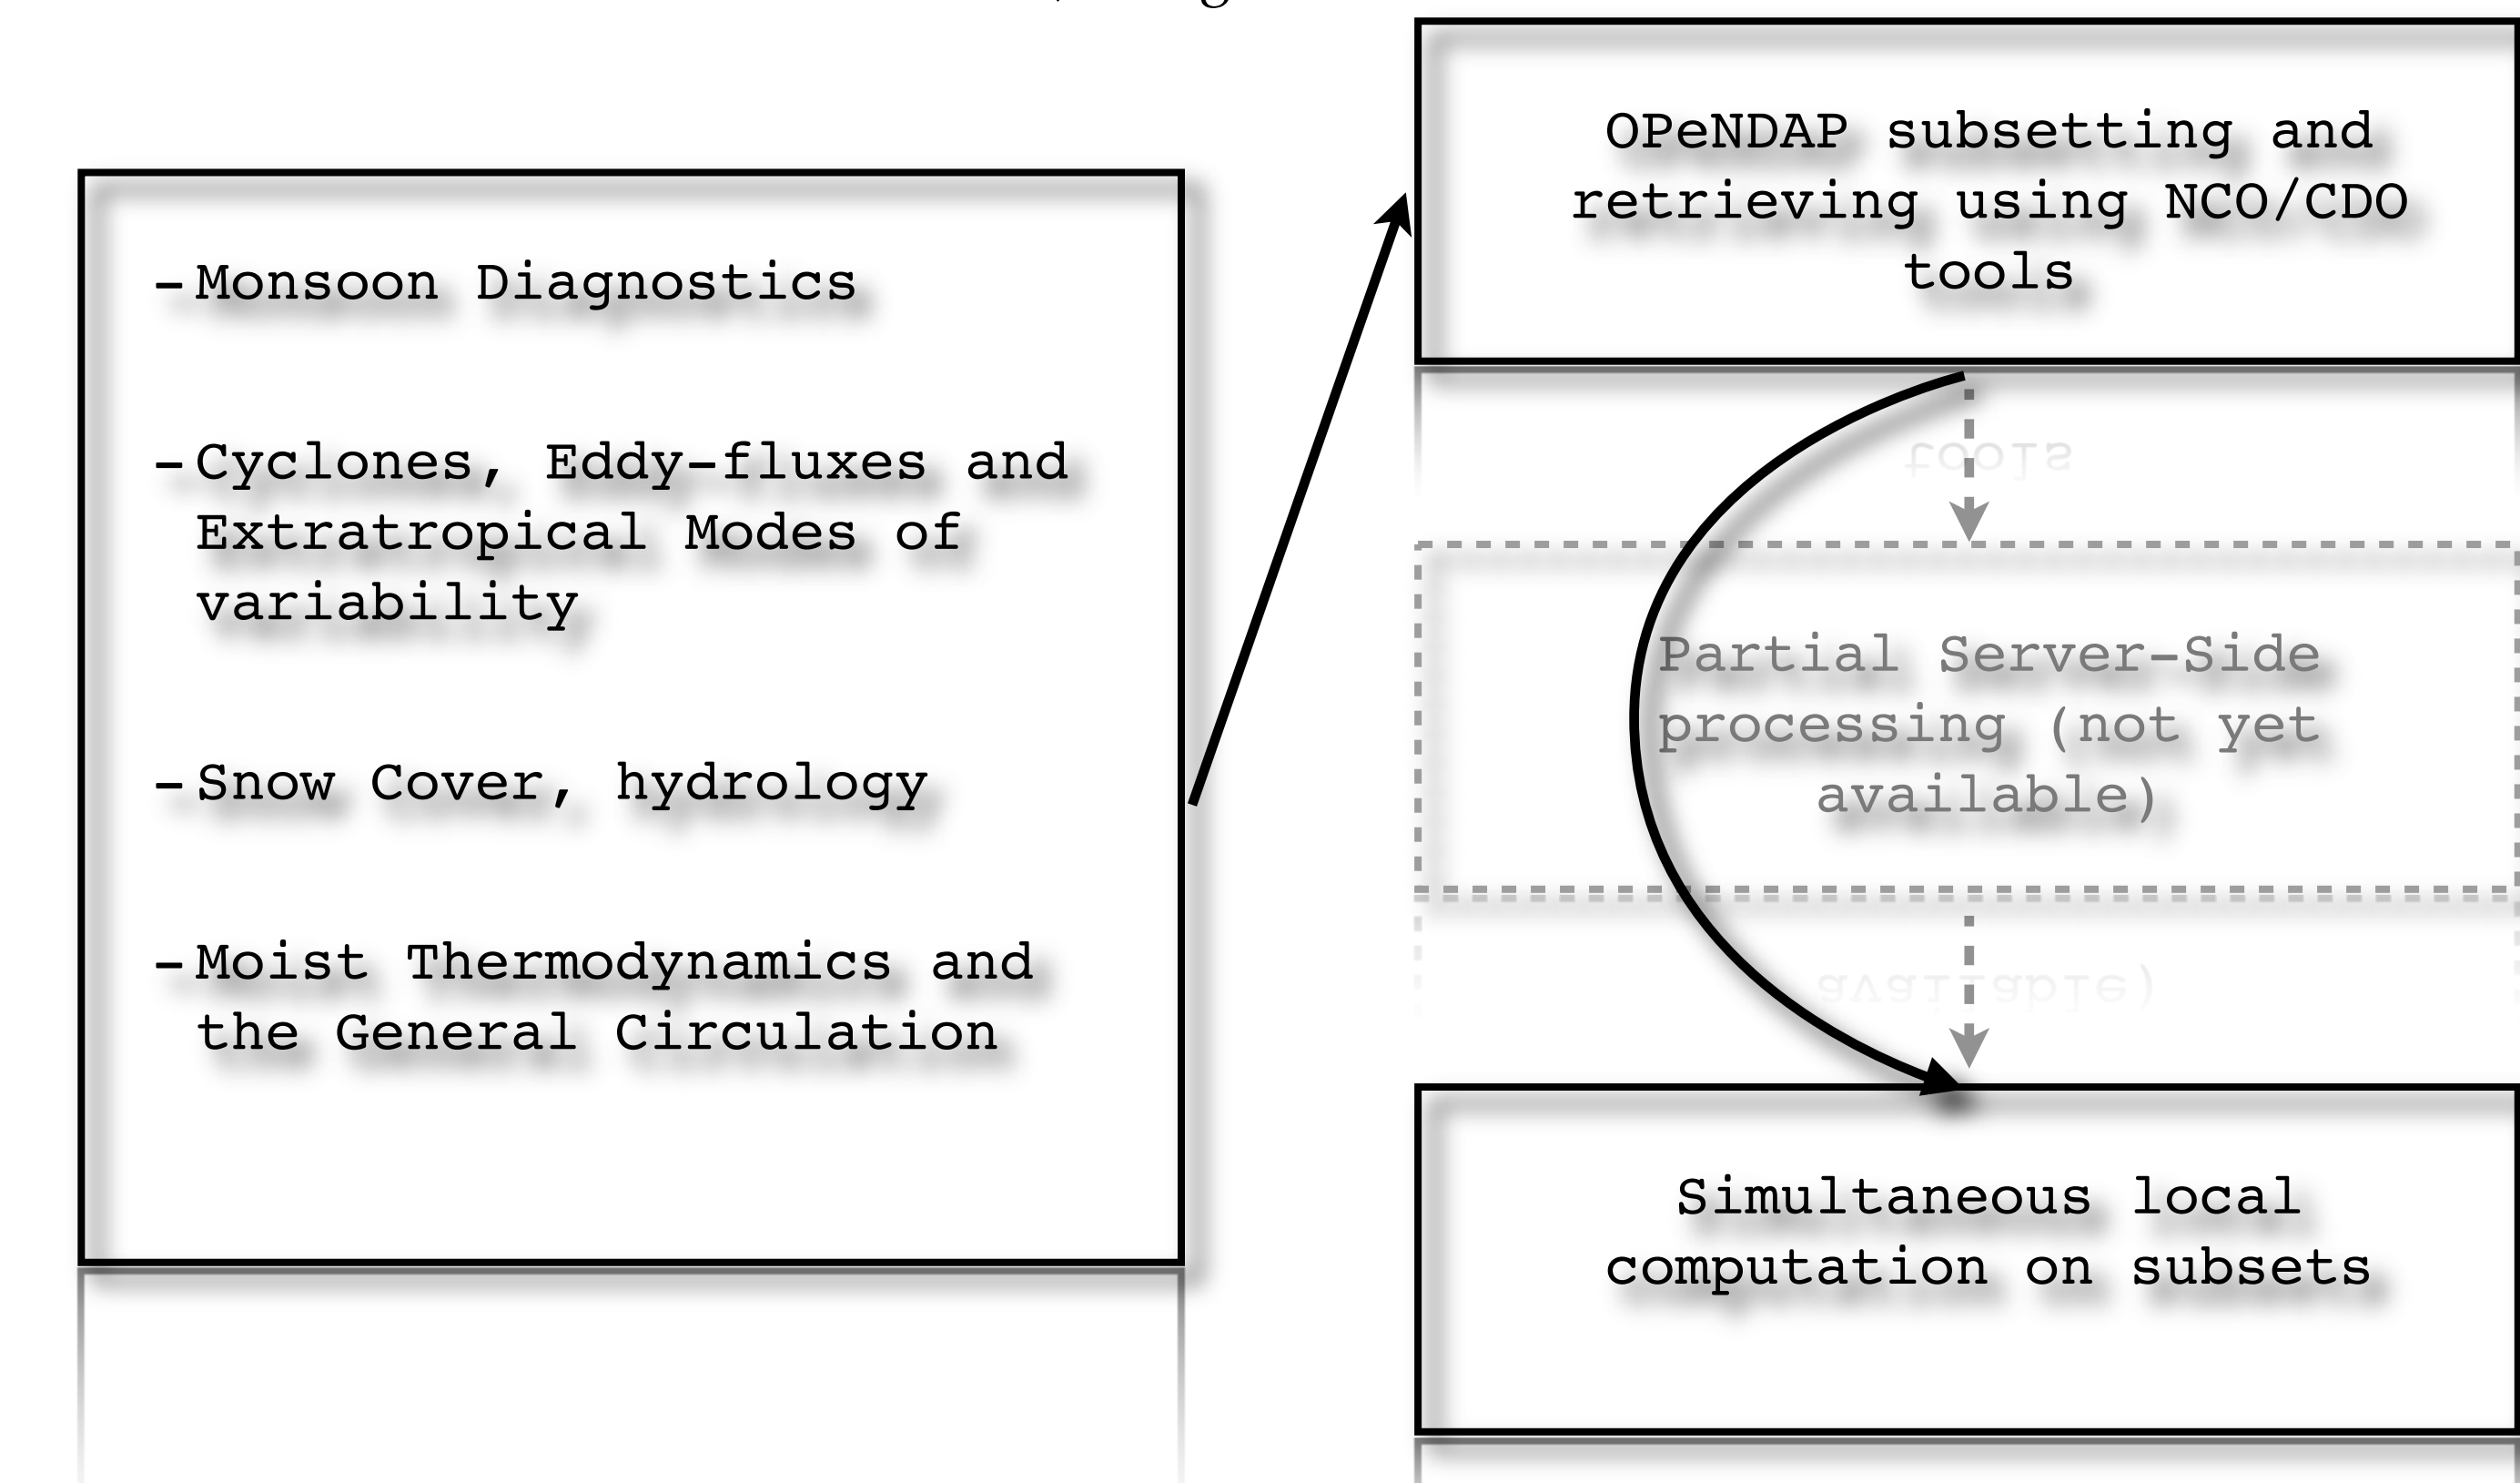 -Monsoon Diagnostics
-Cyclones, Eddy-fluxes and
Extratropical Modes of
variability
-Snow Cover, hydrology
-Moist Thermodynamics and
the General Circulation
OPeNDAP subsetting and
retrieving using NCO/CDO
tools
Partial Server-Side
processing (not yet
available)
Simultaneous local
computation on subsets